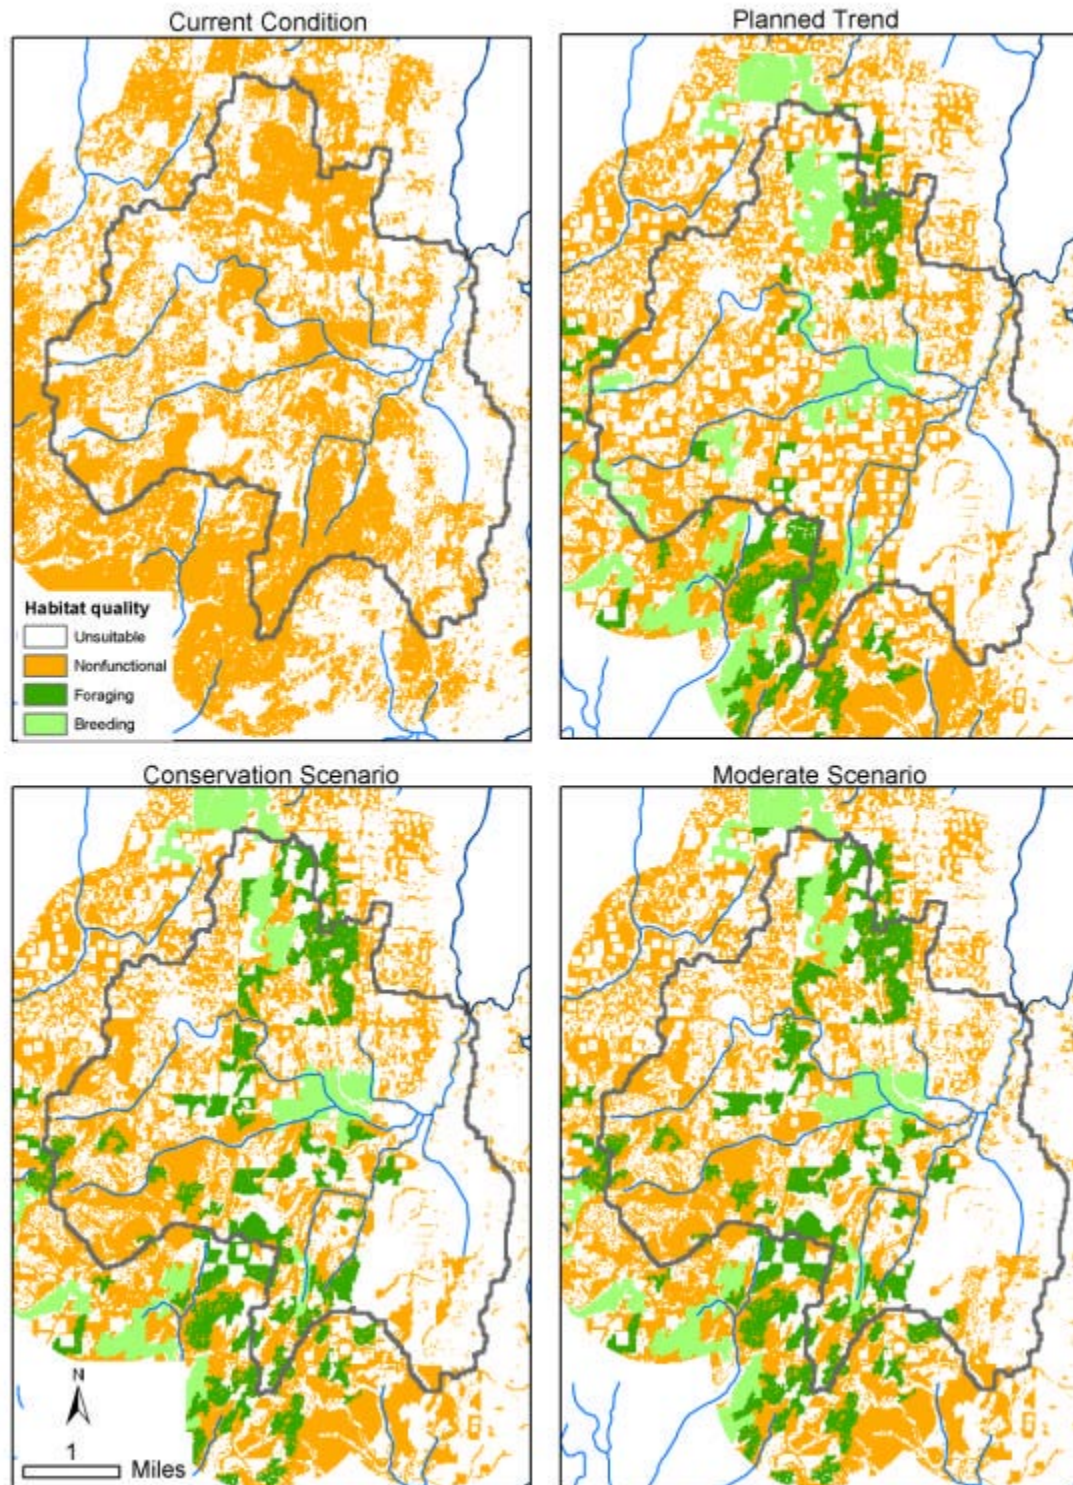 Current Condition
Planned Trend
Habitat quality
Unsuitable
Nonfunctional
Foraging
Breeding
Conservation Scenario
Moderate Scenario
N
1
Miles